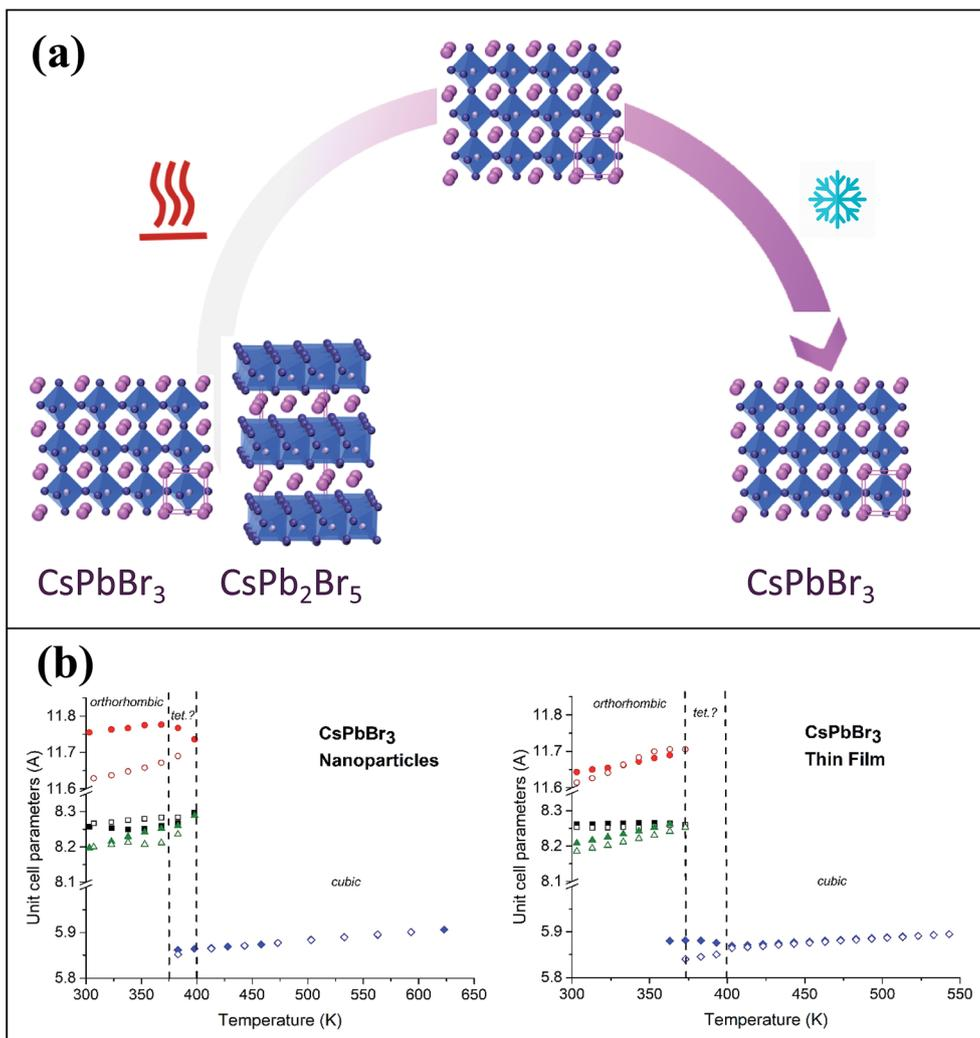 (a)
CsPbBr₃
CsPb₂Br₅
CsPbBr₃
(b)
Unit cell parameters (A)
11.8
11.7
11.6
8.3
8.2
8.1
5.9
5.8
orthorhombic
tet.?
CsPbBr₃
Nanoparticles
cubic
300 350 400 450 500 550 600 650
Temperature (K)
Unit cell parameters (A)
11.8
11.7
11.6
8.3
8.2
8.1
5.9
5.8
orthorhombic
tet.?
CsPbBr₃
Thin Film
cubic
300 350 400 450 500 550
Temperature (K)